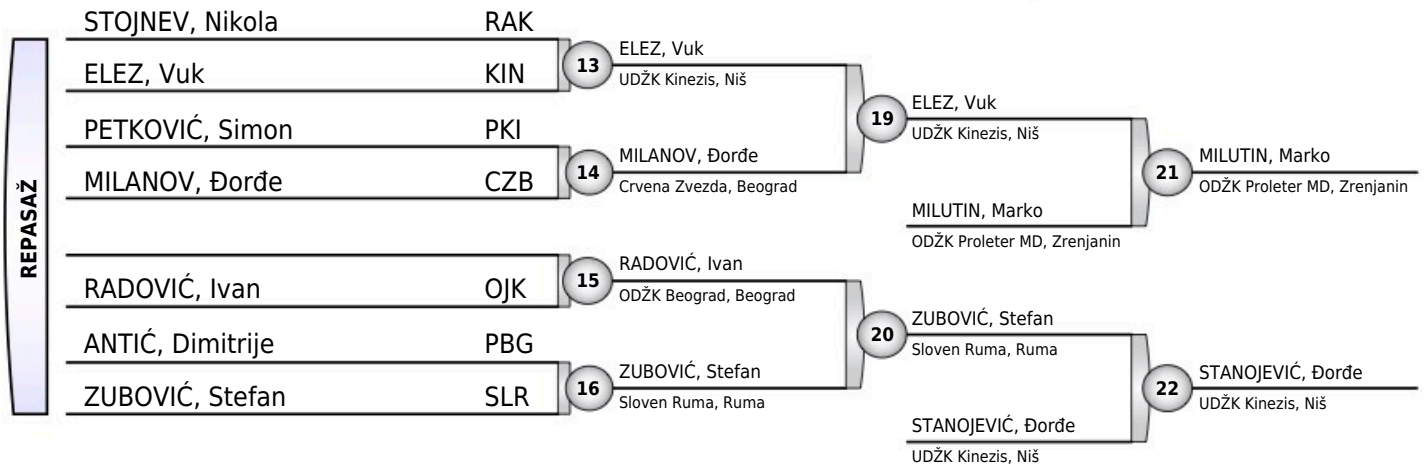 REPASAŽ
STOJNEV, Nikola RAK
ELEZ, Vuk KIN
PETKOVIĆ, Simon PKI
MILANOV, Đorđe CZB
RADOVIĆ, Ivan OJK
ANTIĆ, Dimitrije PBG
ZUBOVIĆ, Stefan SLR
13
ELEZ, Vuk
UDŽK Kinezis, Niš
14
MILANOV, Đorđe
Crvena Zvezda, Beograd
15
RADOVIĆ, Ivan
ODŽK Beograd, Beograd
16
ZUBOVIĆ, Stefan
Sloven Ruma, Ruma
19
ELEZ, Vuk
UDŽK Kinezis, Niš
MILUTIN, Marko
ODŽK Proleter MD, Zrenjanin
20
ZUBOVIĆ, Stefan
Sloven Ruma, Ruma
STANOJEVIĆ, Đorđe
UDŽK Kinezis, Niš
21
MILUTIN, Marko
ODŽK Proleter MD, Zrenjanin
22
STANOJEVIĆ, Đorđe
UDŽK Kinezis, Niš